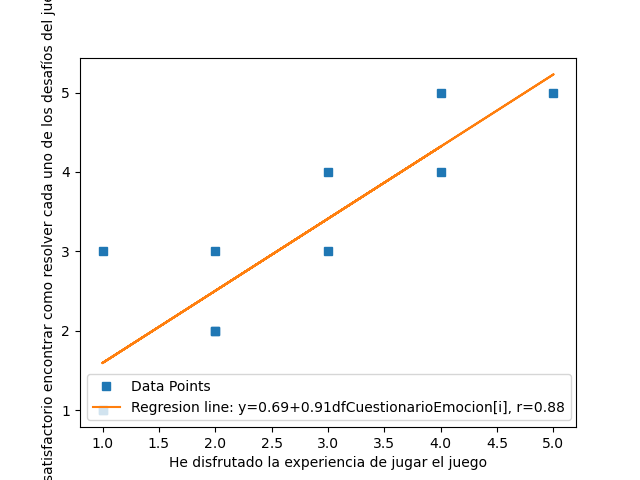 satisfactorio encontrar como resolver cada uno de los desafíos del
5
4
3
2
1
Data Points
Regresion line: y=0.69+0.91dfCuestionarioEmocion[i], r=0.88
1.0 1.5 2.0 2.5 3.0 3.5 4.0 4.5 5.0
He disfrutado la experiencia de jugar el juego